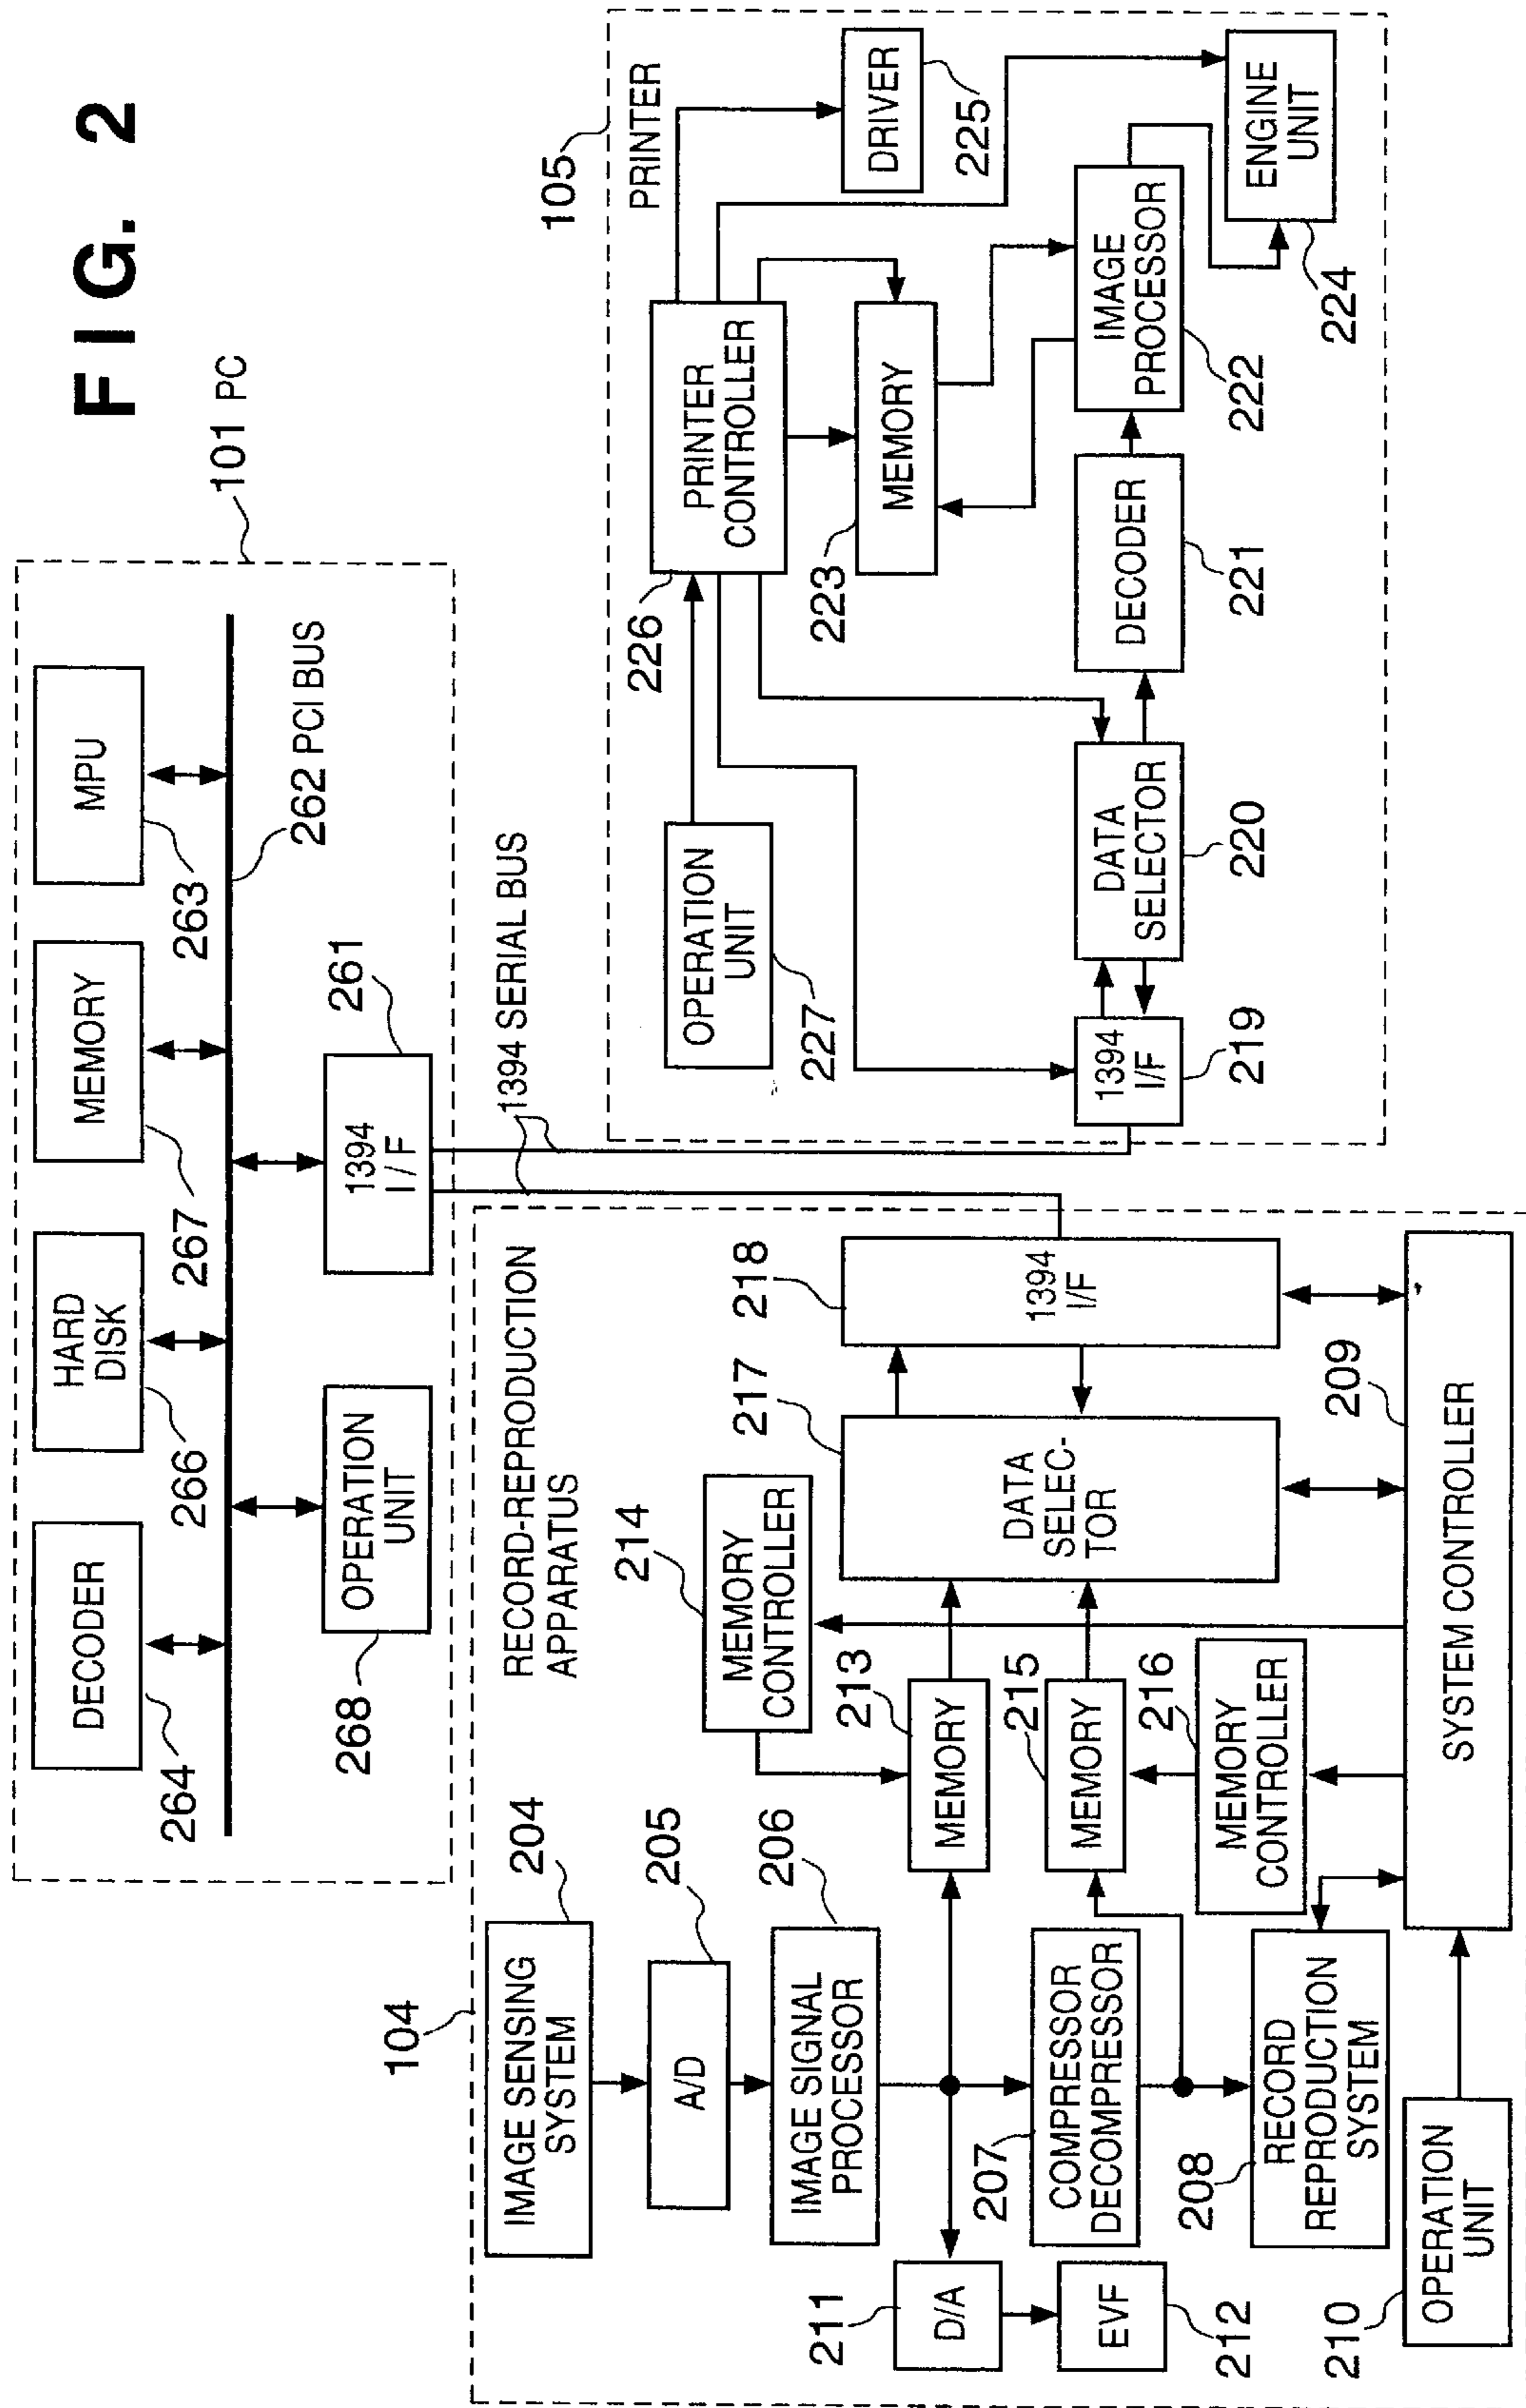 FIG. 2
101 PC
MPU
263
MEMORY
267
HARD
DISK
266
DECODER
264
262 PCI BUS
1394
I/F
261
OPERATION
UNIT
268
1394 SERIAL BUS
104
RECORD-REPRODUCTION
APPARATUS
IMAGE SENSING
SYSTEM
204
A/D
205
IMAGE SIGNAL
PROCESSOR
206
D/A
211
EVF
212
COMPRESSOR
DECOMPRESSOR
207
RECORD
REPRODUCTION
SYSTEM
208
OPERATION
UNIT
210
MEMORY
CONTROLLER
214
MEMORY
213
MEMORY
215
MEMORY
CONTROLLER
216
DATA
SELEC-
TOR
217
1394
I/F
218
SYSTEM CONTROLLER
209
105
PRINTER
OPERATION
UNIT
227
PRINTER
CONTROLLER
226
DRIVER
225
MEMORY
223
1394
I/F
219
DATA
SELECTOR
220
DECODER
221
IMAGE
PROCESSOR
222
ENGINE
UNIT
224